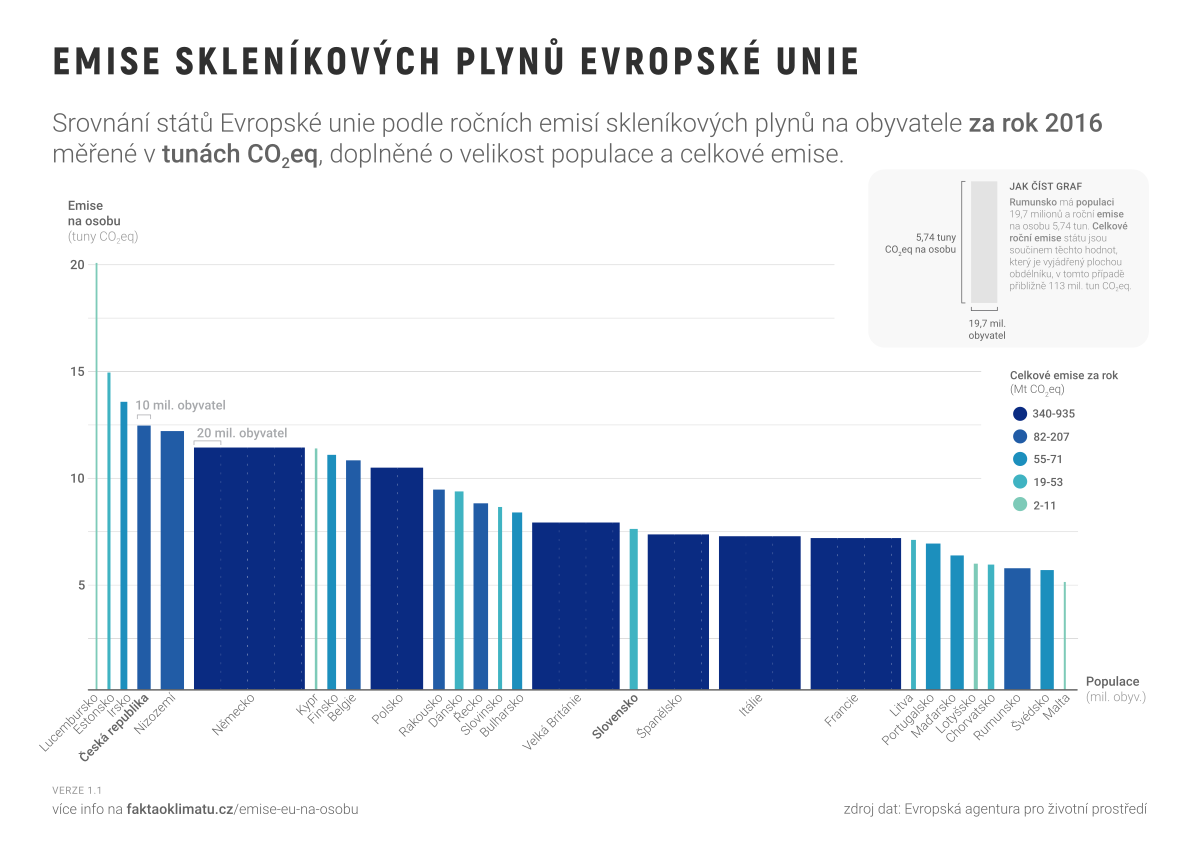 EMISE SKLENÍKOVÝCH PLYNŮ EVROPSKÉ UNIE
Srovnání států Evropské unie podle ročních emisí skleníkových plynů na obyvatele za rok 2016
měřené v tunách CO₂eq, doplněné o velikost populace a celkové emise.
JAK ČÍST GRAF
Rumunsko má populaci
19,7 milionů a roční emise
na osobu 5,74 tun. Celkové
roční emise státu jsou
součinem těchto hodnot,
který je vyjádřený plochou
obdélníku, v tomto případě
přibližně 113 mil. tun CO₂eq.
5,74 tuny
CO₂eq na osobu
19,7 mil.
obyvatel
Emise
na osobu
(tuny CO₂eq)
20
15
10
5
10 mil. obyvatel
20 mil. obyvatel
Celkové emise za rok
(Mt CO₂eq)
340-935
82-207
55-71
19-53
2-11
Populace
(mil. obyv.)
Lucembursko
Estonsko
Irsko
Česká republika
Nizozemí
Německo
Kypr
Finsko
Belgie
Polsko
Rakousko
Dánsko
Řecko
Slovinsko
Bulharsko
Velká Británie
Slovensko
Španělsko
Itálie
Francie
Litva
Portugalsko
Maďarsko
Lotyšsko
Chorvatsko
Rumunsko
Švédsko
Malta
VERZE 1.1
více info na faktaoklimatu.cz/emise-eu-na-osobu
zdroj dat: Evropská agentura pro životní prostředí